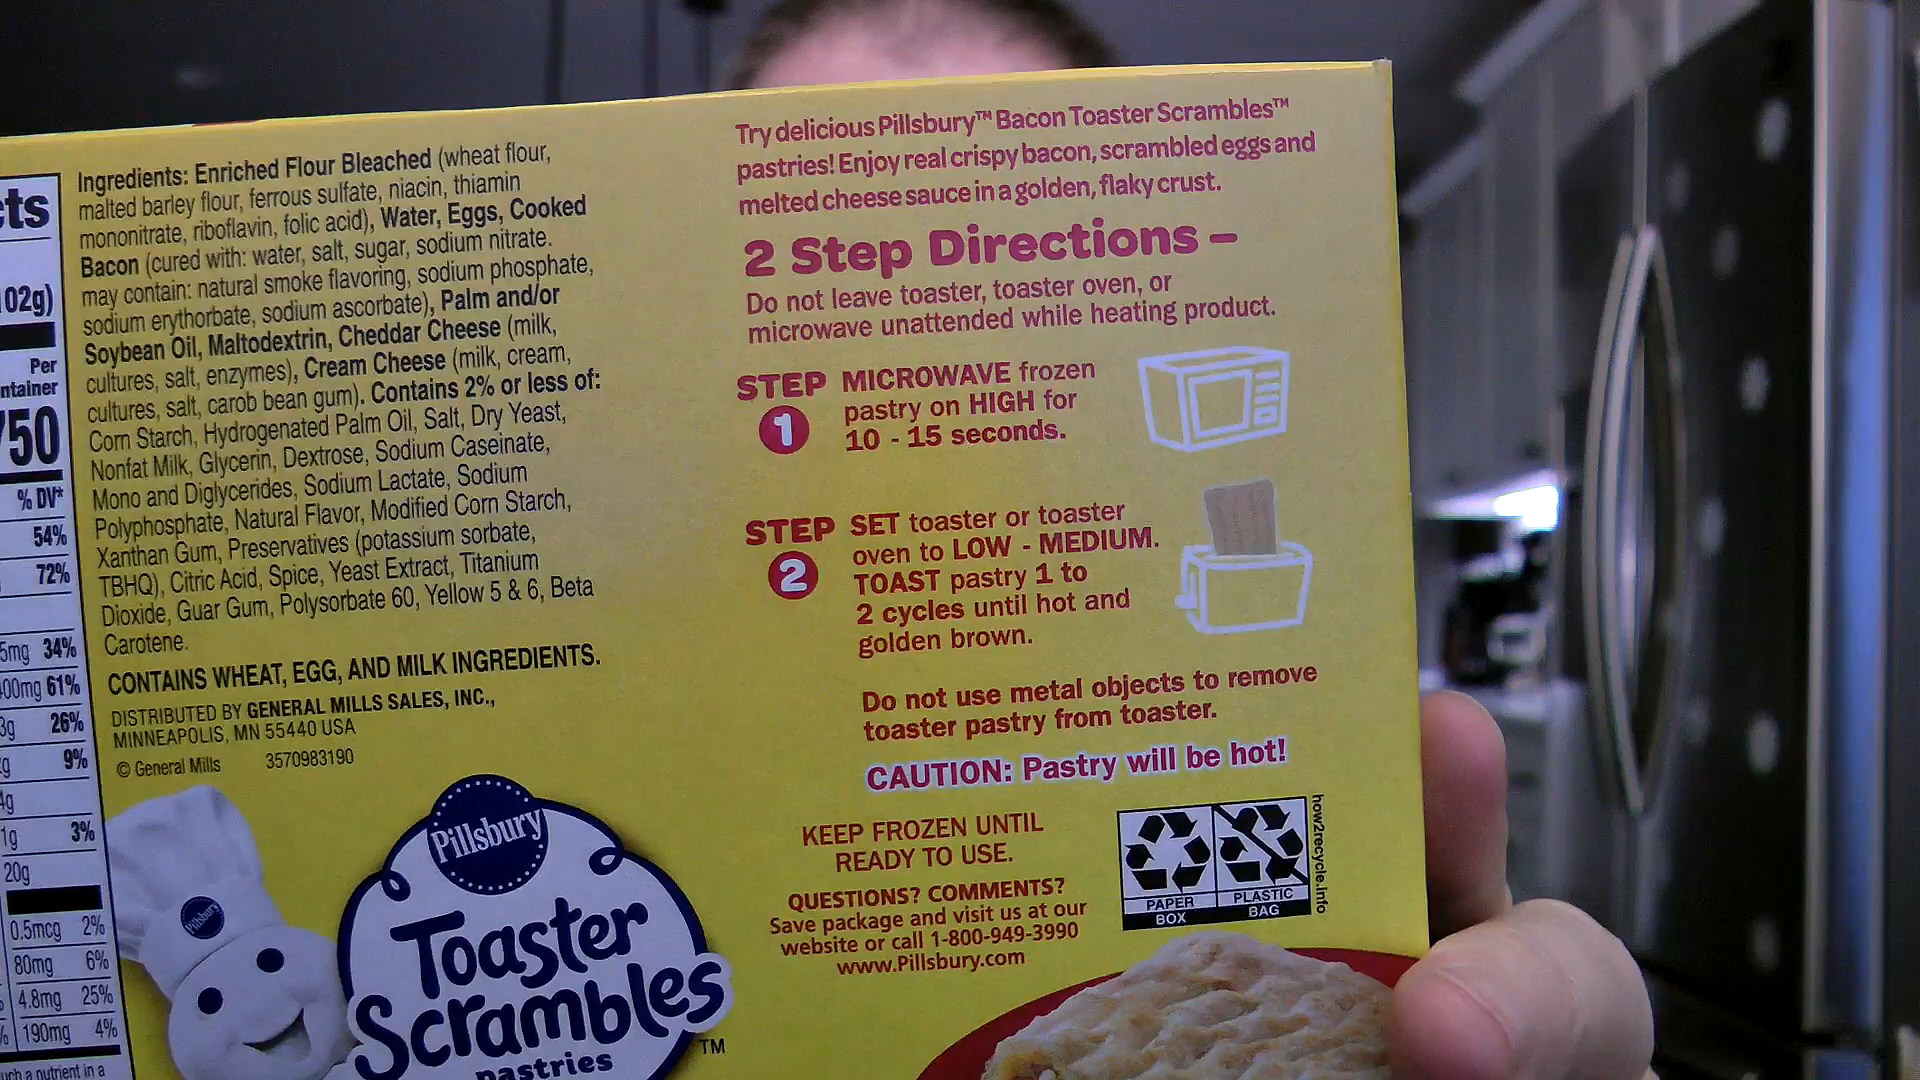 cts
02g)
Per
ntainer
750
% DV*
54%
72%
5mg 34%
400mg 61%
3g 26%
g 9%
4g
1g 3%
20g
0.5mcg 2%
80mg 6%
4.8mg 25%
% 190mg 4%
uch a nutrient in a
Ingredients: Enriched Flour Bleached (wheat flour,
malted barley flour, ferrous sulfate, niacin, thiamin
mononitrate, riboflavin, folic acid), Water, Eggs, Cooked
Bacon (cured with: water, salt, sugar, sodium nitrate.
may contain: natural smoke flavoring, sodium phosphate,
sodium erythorbate, sodium ascorbate), Palm and/or
Soybean Oil, Maltodextrin, Cheddar Cheese (milk,
cultures, salt, enzymes), Cream Cheese (milk, cream,
cultures, salt, carob bean gum). Contains 2% or less of:
Corn Starch, Hydrogenated Palm Oil, Salt, Dry Yeast,
Nonfat Milk, Glycerin, Dextrose, Sodium Caseinate,
Mono and Diglycerides, Sodium Lactate, Sodium
Polyphosphate, Natural Flavor, Modified Corn Starch,
Xanthan Gum, Preservatives (potassium sorbate,
TBHQ), Citric Acid, Spice, Yeast Extract, Titanium
Dioxide, Guar Gum, Polysorbate 60, Yellow 5 & 6, Beta
Carotene.
CONTAINS WHEAT, EGG, AND MILK INGREDIENTS.
DISTRIBUTED BY GENERAL MILLS SALES, INC.,
MINNEAPOLIS, MN 55440 USA
© General Mills 3570983190
Pillsbury
Pillsbury
Toaster
Scrambles™
pastries
Try delicious Pillsbury™ Bacon Toaster Scrambles™
pastries! Enjoy real crispy bacon, scrambled eggs and
melted cheese sauce in a golden, flaky crust.
2 Step Directions –
Do not leave toaster, toaster oven, or
microwave unattended while heating product.
STEP 1 MICROWAVE frozen
pastry on HIGH for
10 - 15 seconds.
STEP 2 SET toaster or toaster
oven to LOW - MEDIUM.
TOAST pastry 1 to
2 cycles until hot and
golden brown.
Do not use metal objects to remove
toaster pastry from toaster.
CAUTION: Pastry will be hot!
KEEP FROZEN UNTIL
READY TO USE.
QUESTIONS? COMMENTS?
Save package and visit us at our
website or call 1-800-949-3990
www.Pillsbury.com
PAPER
BOX
PLASTIC
BAG
how2recycle.info